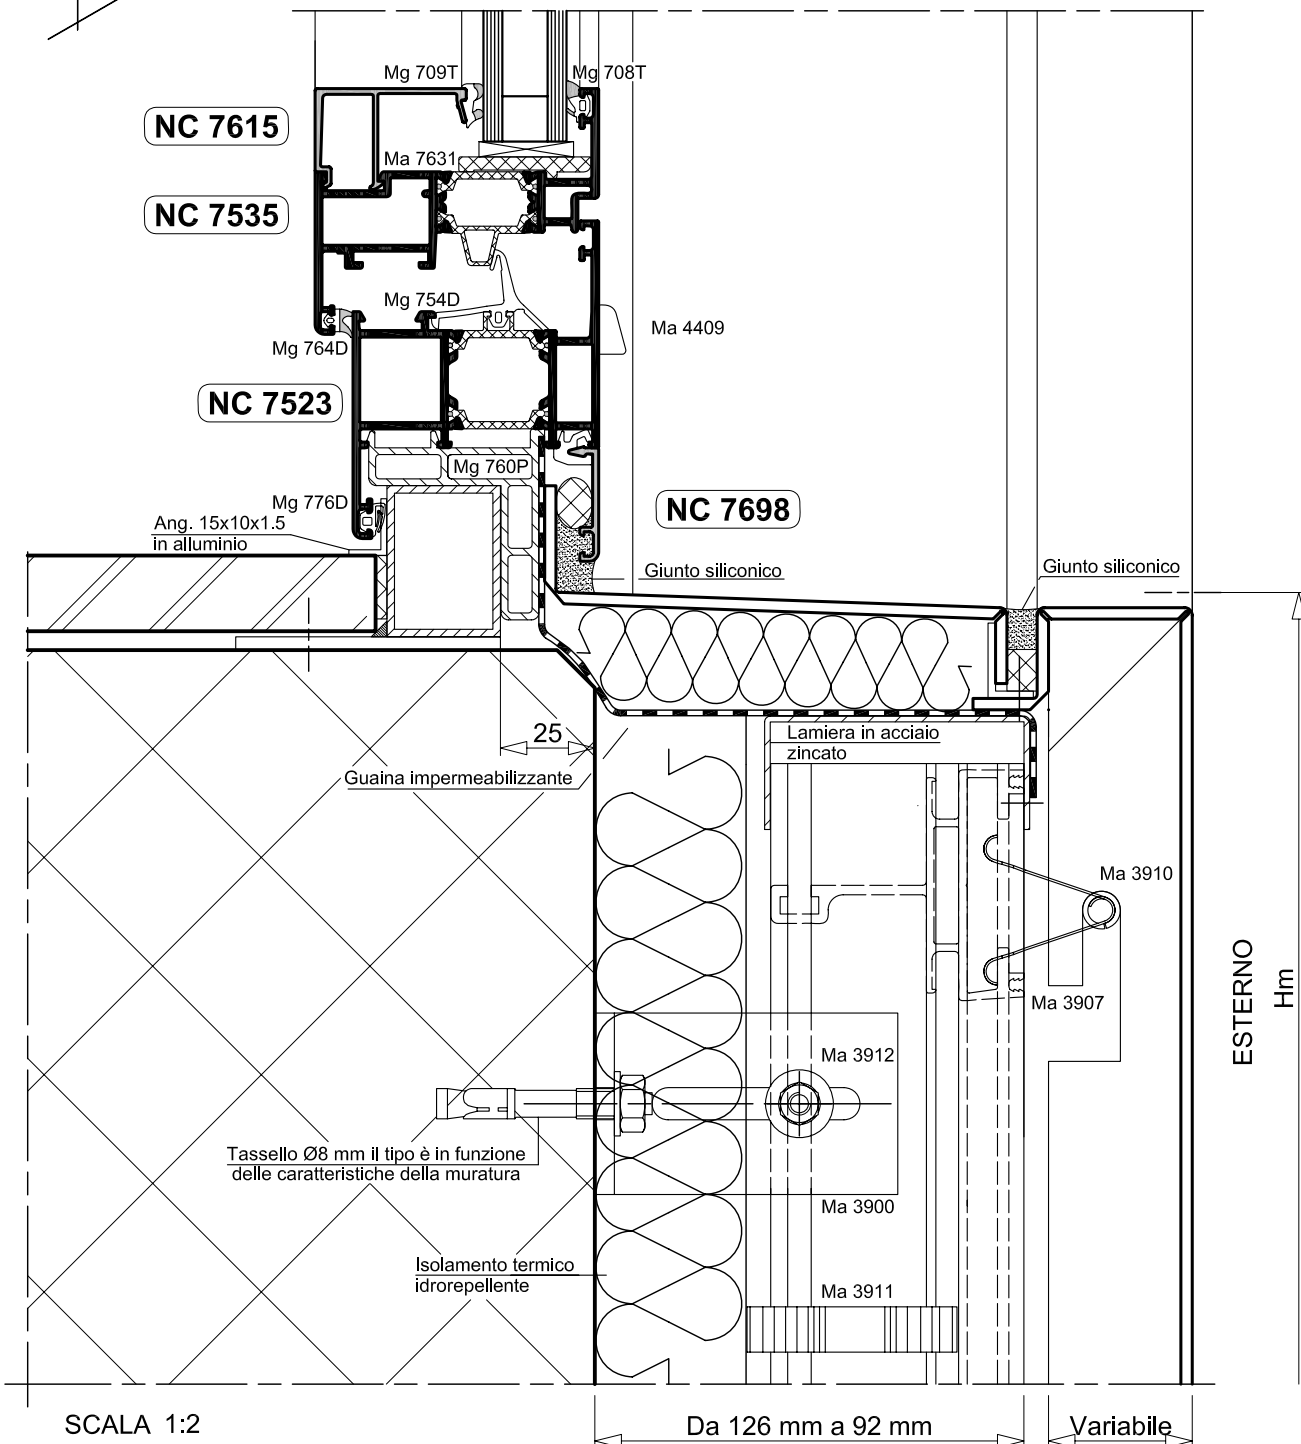 Mg 709T
Mg 708T
NC 7615
Ma 7631
NC 7535
Mg 754D
Ma 4409
Mg 764D
NC 7523
Mg 760P
Mg 776D
NC 7698
Ang. 15x10x1.5
in alluminio
Giunto siliconico
Giunto siliconico
25
Lamiera in acciaio
zincato
Guaina impermeabilizzante
Ma 3910
ESTERNO
Hm
Ma 3907
Ma 3912
Tassello Ø8 mm il tipo è in funzione
delle caratteristiche della muratura
Ma 3900
Isolamento termico
idrorepellente
Ma 3911
SCALA 1:2
Da 126 mm a 92 mm
Variabile